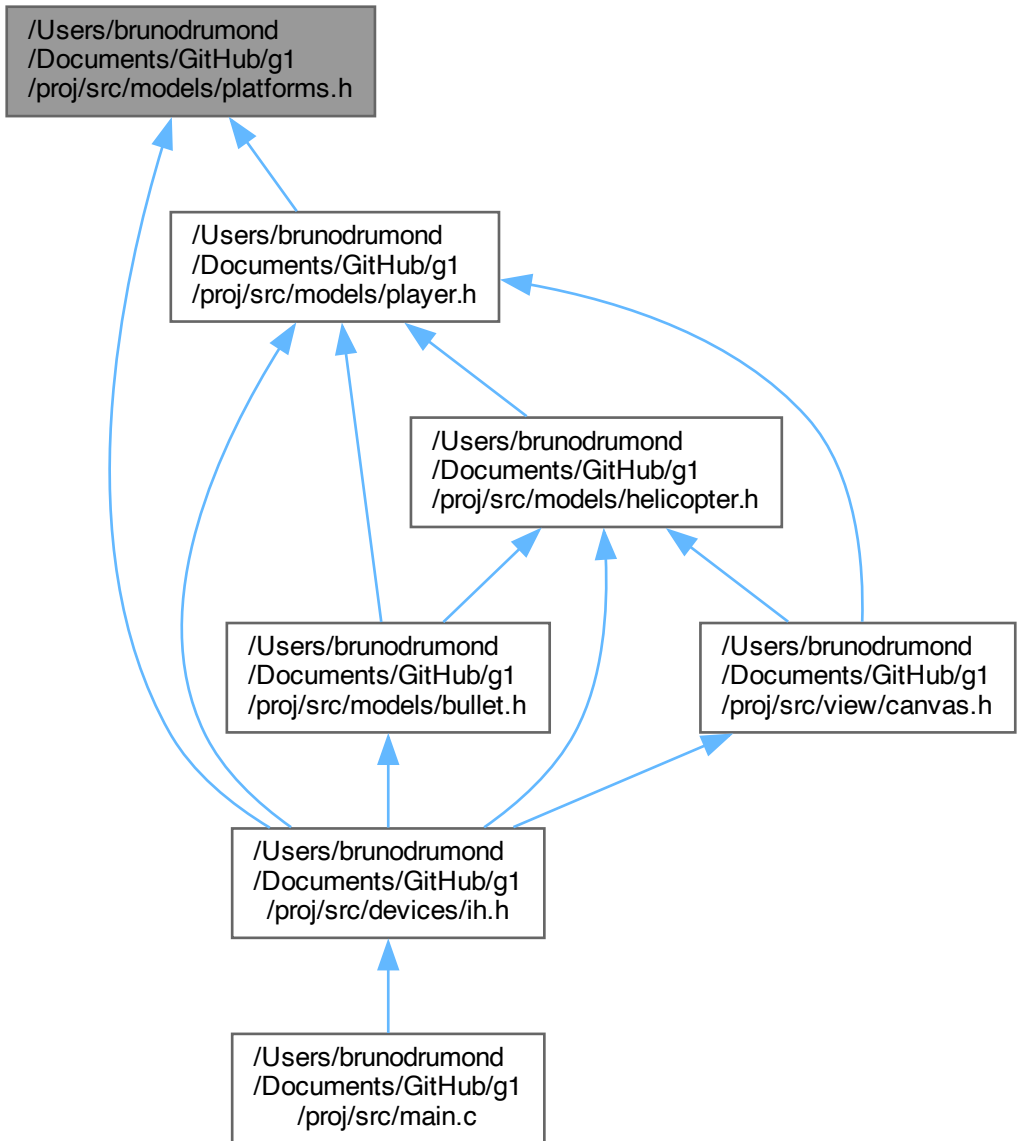 /Users/brunodrumond
/Documents/GitHub/g1
/proj/src/models/platforms.h
/Users/brunodrumond
/Documents/GitHub/g1
/proj/src/models/player.h
/Users/brunodrumond
/Documents/GitHub/g1
/proj/src/models/helicopter.h
/Users/brunodrumond
/Documents/GitHub/g1
/proj/src/models/bullet.h
/Users/brunodrumond
/Documents/GitHub/g1
/proj/src/view/canvas.h
/Users/brunodrumond
/Documents/GitHub/g1
/proj/src/devices/ih.h
/Users/brunodrumond
/Documents/GitHub/g1
/proj/src/main.c